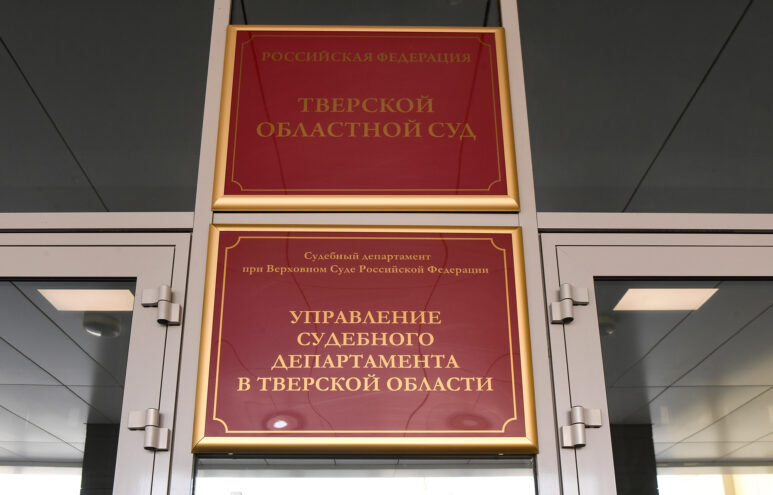 РОССИЙСКАЯ ФЕДЕРАЦИЯ
ТВЕРСКОЙ
ОБЛАСТНОЙ СУД
Судебный департамент
при Верховном Суде Российской Федерации
УПРАВЛЕНИЕ
СУДЕБНОГО
ДЕПАРТАМЕНТА
В ТВЕРСКОЙ ОБЛАСТИ